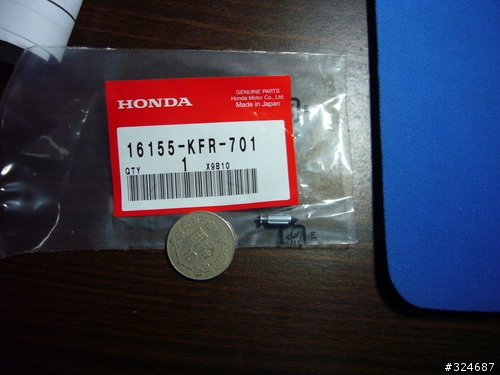 HONDA
GENUINE PARTS
Honda Motor Co., Ltd.
Made in Japan
16155-KFR-701
QTY 1 X9B10
#324687